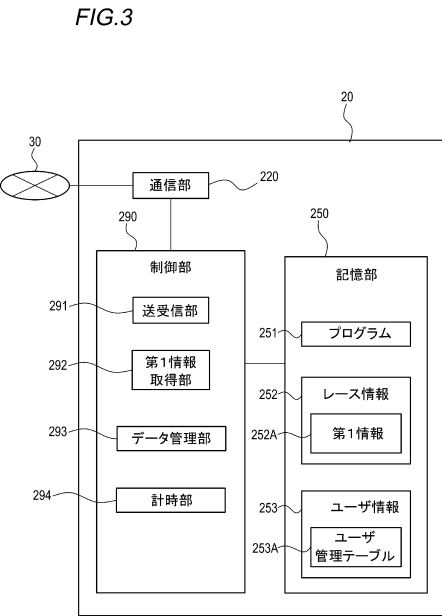 FIG.3
20
30
通信部
220
290
250
制御部
記憶部
291
送受信部
251
プログラム
292
第1情報
取得部
252
レース情報
252A
第1情報
293
データ管理部
294
計時部
253
ユーザ情報
253A
ユーザ
管理テーブル